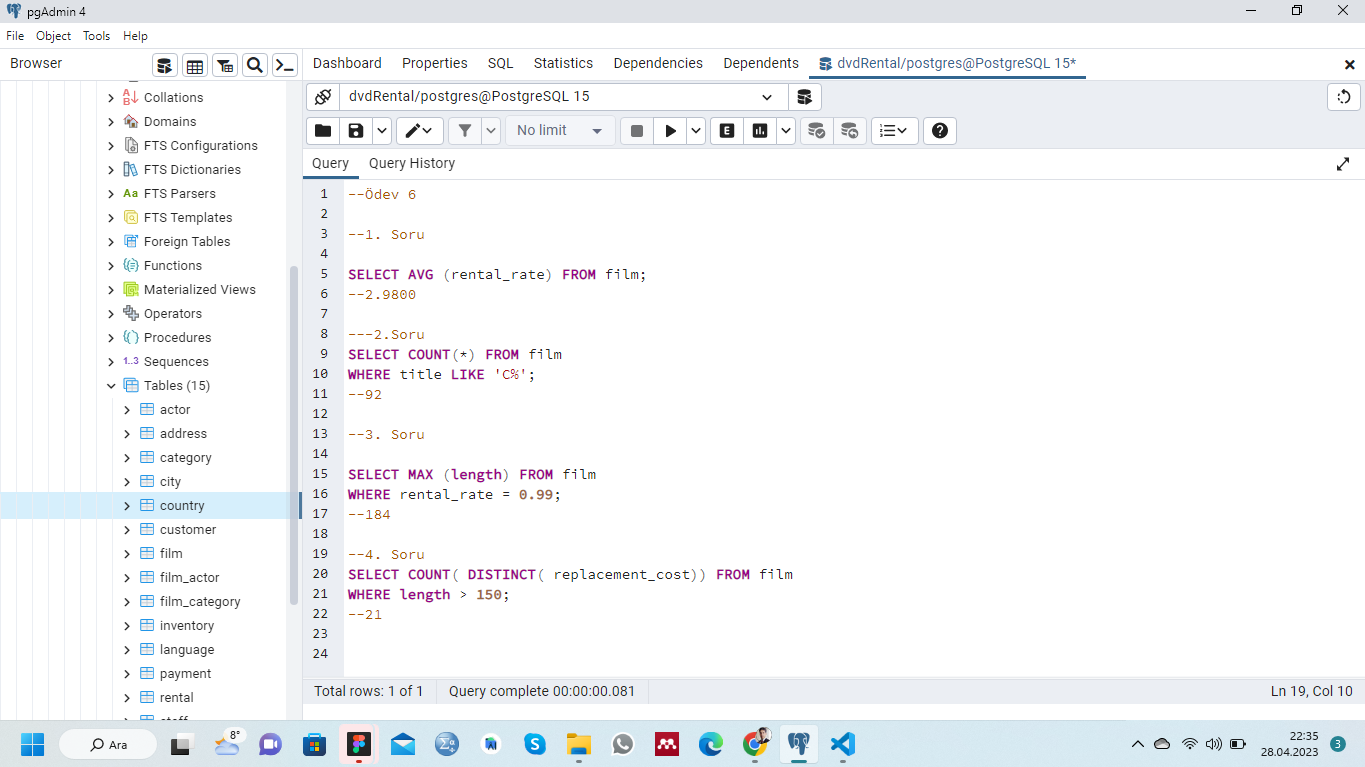 pgAdmin 4
File Object Tools Help
Browser
Dashboard Properties SQL Statistics Dependencies Dependents dvdRental/postgres@PostgreSQL 15*
Collations
Domains
FTS Configurations
FTS Dictionaries
Aa FTS Parsers
FTS Templates
Foreign Tables
Functions
Materialized Views
Operators
Procedures
1..3 Sequences
Tables (15)
actor
address
category
city
country
customer
film
film_actor
film_category
inventory
language
payment
rental
dvdRental/postgres@PostgreSQL 15
No limit
E
Query Query History
1 --Ödev 6
2
3 --1. Soru
4
5 SELECT AVG (rental_rate) FROM film;
6 --2.9800
7
8 ---2.Soru
9 SELECT COUNT(*) FROM film
10 WHERE title LIKE 'C%';
11 --92
12
13 --3. Soru
14
15 SELECT MAX (length) FROM film
16 WHERE rental_rate = 0.99;
17 --184
18
19 --4. Soru
20 SELECT COUNT( DISTINCT( replacement_cost)) FROM film
21 WHERE length > 150;
22 --21
23
24
Total rows: 1 of 1 Query complete 00:00:00.081 Ln 19, Col 10
Ara
8°
22:35
28.04.2023
3